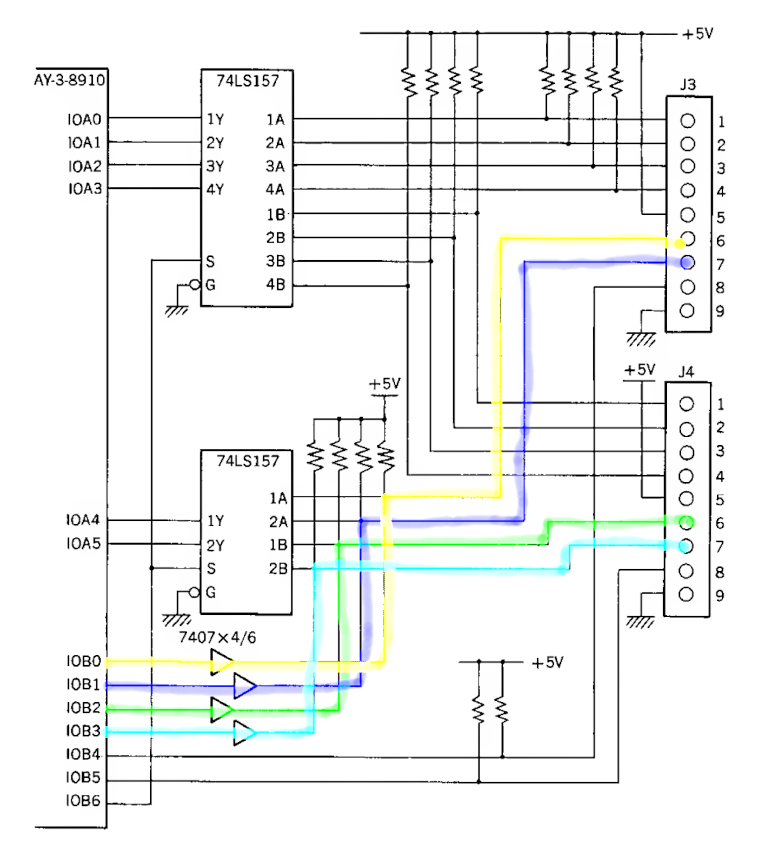 +5V
AY-3-8910
74LS157
J3
IOA0
1Y
1A
1
IOA1
2Y
2A
2
IOA2
3Y
3A
3
IOA3
4Y
4A
4
1B
5
2B
6
S
3B
7
G
4B
8
9
+5V
+5V
J4
1
2
74LS157
3
4
1A
5
IOA4
1Y
2A
6
IOA5
2Y
1B
7
S
2B
8
G
9
7407×4/6
IOB0
+5V
IOB1
IOB2
IOB3
IOB4
IOB5
IOB6